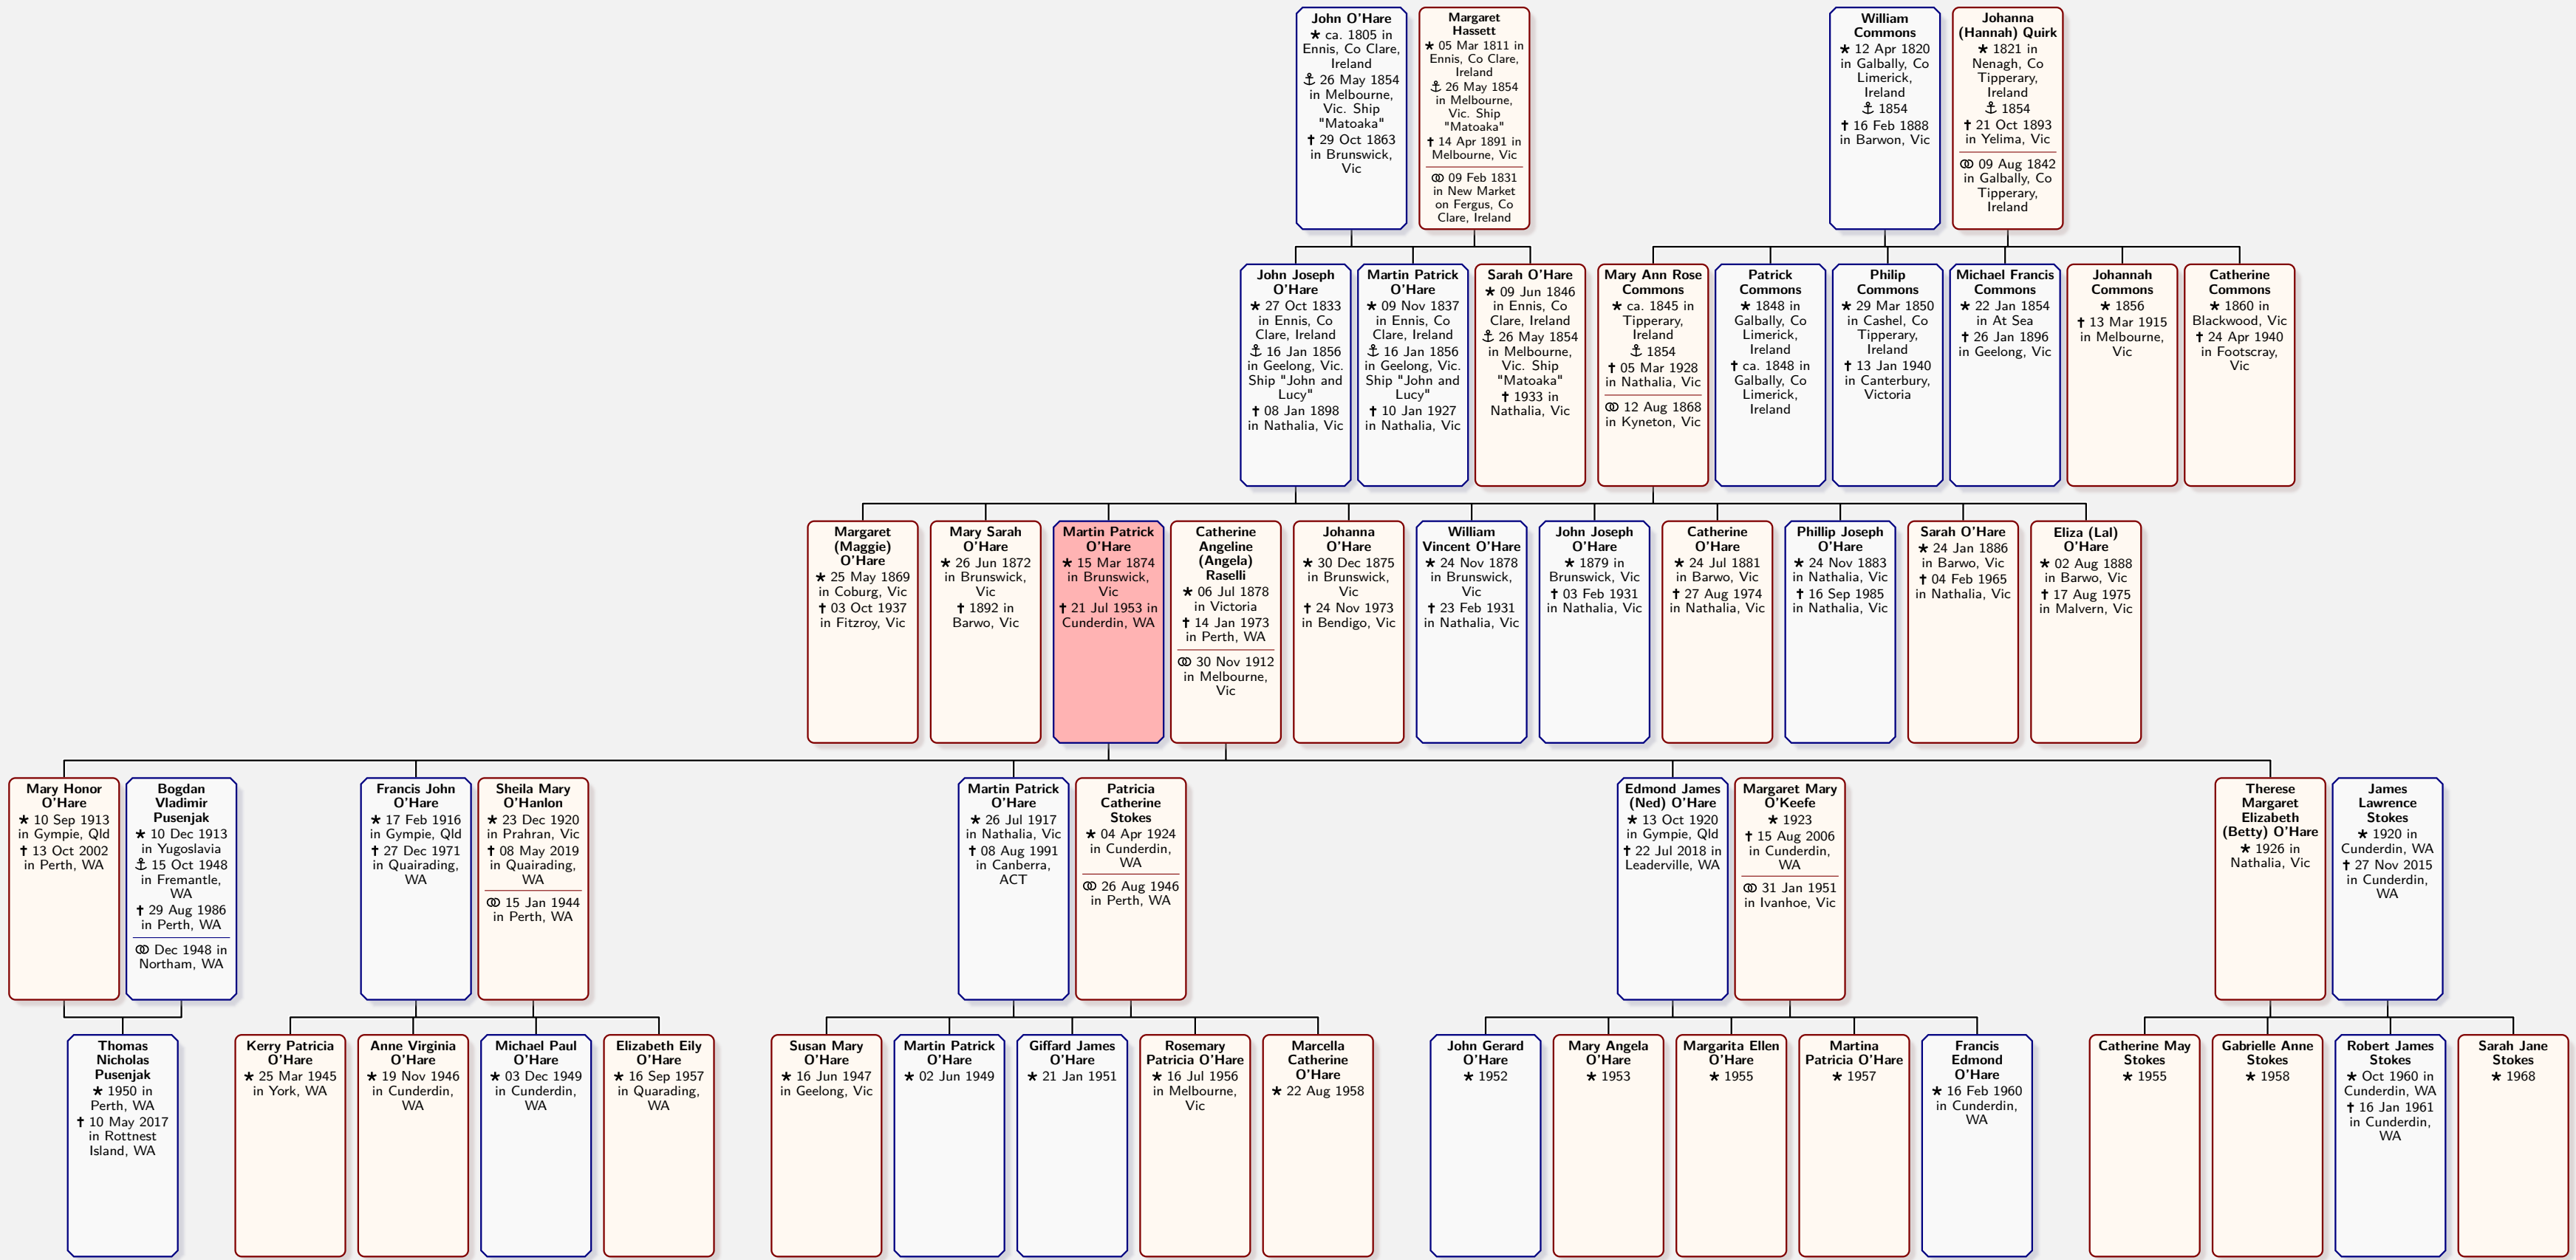 John O'Hare
★ ca. 1805 in
Ennis, Co Clare,
Ireland
⚓ 26 May 1854
in Melbourne,
Vic. Ship
"Matoaka"
✝ 29 Oct 1863
in Brunswick,
Vic
Margaret
Hassett
★ 05 Mar 1811 in
Ennis, Co Clare,
Ireland
⚓ 26 May 1854
in Melbourne,
Vic. Ship
"Matoaka"
✝ 14 Apr 1891 in
Melbourne, Vic
⚭ 09 Feb 1831
in New Market
on Fergus, Co
Clare, Ireland
William
Commons
★ 12 Apr 1820
in Galbally, Co
Limerick,
Ireland
✝ 16 Feb 1888
in Barwon, Vic
Johanna
(Hannah) Quirk
★ 1821 in
Nenagh, Co
Tipperary,
Ireland
⚓ 1854
✝ 21 Oct 1893
in Yelima, Vic
⚭ 09 Aug 1842
in Galbally, Co
Tipperary,
Ireland
John Joseph
O'Hare
★ 27 Oct 1833
in Ennis, Co
Clare, Ireland
⚓ 16 Jan 1856
in Geelong, Vic.
Ship "John and
Lucy"
✝ 08 Jan 1898
in Nathalia, Vic
Martin Patrick
O'Hare
★ 09 Nov 1837
in Ennis, Co
Clare, Ireland
⚓ 16 Jan 1856
in Geelong, Vic.
Ship "John and
Lucy"
✝ 10 Jan 1927
in Nathalia, Vic
Sarah O'Hare
★ 09 Jun 1846
in Ennis, Co
Clare, Ireland
⚓ 26 May 1854
in Melbourne,
Vic. Ship
"Matoaka"
✝ 1933 in
Nathalia, Vic
Mary Ann Rose
Commons
★ ca. 1845 in
Tipperary,
Ireland
⚓ 1854
✝ 05 Mar 1928
in Nathalia, Vic
⚭ 12 Aug 1868
in Kyneton, Vic
Patrick
Commons
★ 1848 in
Galbally, Co
Limerick,
Ireland
✝ ca. 1848 in
Galbally, Co
Limerick,
Ireland
Philip
Commons
★ 29 Mar 1850
in Cashel, Co
Tipperary,
Ireland
✝ 13 Jan 1940
in Canterbury,
Victoria
Michael Francis
Commons
★ 22 Jan 1854
in At Sea
✝ 26 Jan 1896
in Geelong, Vic
Johannah
Commons
★ 1856
✝ 13 Mar 1915
in Melbourne,
Vic
Catherine
Commons
★ 1860 in
Blackwood, Vic
✝ 24 Apr 1940
in Footscray,
Vic
Margaret
(Maggie)
O'Hare
★ 25 May 1869
in Coburg, Vic
✝ 03 Oct 1937
in Fitzroy, Vic
Mary Sarah
O'Hare
★ 26 Jun 1872
in Brunswick,
Vic
✝ 1892 in
Barwo, Vic
Martin Patrick
O'Hare
★ 15 Mar 1874
in Brunswick,
Vic
✝ 21 Jul 1953 in
Cunderdin, WA
Catherine
Angeline
(Angela)
Raselli
★ 06 Jul 1878
in Victoria
✝ 14 Jan 1973
in Perth, WA
⚭ 30 Nov 1912
in Melbourne,
Vic
Johanna
O'Hare
★ 30 Dec 1875
in Brunswick,
Vic
✝ 24 Nov 1973
in Bendigo, Vic
William
Vincent O'Hare
★ 24 Nov 1878
in Brunswick,
Vic
✝ 23 Feb 1931
in Nathalia, Vic
John Joseph
O'Hare
★ 1879 in
Brunswick, Vic
✝ 03 Feb 1931
in Nathalia, Vic
Catherine
O'Hare
★ 24 Jul 1881
in Barwo, Vic
✝ 27 Aug 1974
in Nathalia, Vic
Phillip Joseph
O'Hare
★ 24 Nov 1883
in Nathalia, Vic
✝ 16 Sep 1985
in Nathalia, Vic
Sarah O'Hare
★ 24 Jan 1886
in Barwo, Vic
✝ 04 Feb 1965
in Nathalia, Vic
Eliza (Lal)
O'Hare
★ 02 Aug 1888
in Barwo, Vic
✝ 17 Aug 1975
in Malvern, Vic
Mary Honor
O'Hare
★ 10 Sep 1913
in Gympie, Qld
✝ 13 Oct 2002
in Perth, WA
Bogdan
Vladimir
Pusenjak
★ 10 Dec 1913
in Yugoslavia
⚓ 15 Oct 1948
in Fremantle,
WA
✝ 29 Aug 1986
in Perth, WA
⚭ Dec 1948 in
Northam, WA
Francis John
O'Hare
★ 17 Feb 1916
in Gympie, Qld
✝ 27 Dec 1971
in Quairading,
WA
Sheila Mary
O'Hanlon
★ 23 Dec 1920
in Prahran, Vic
✝ 08 May 2019
in Quairading,
WA
⚭ 15 Jan 1944
in Perth, WA
Martin Patrick
O'Hare
★ 26 Jul 1917
in Nathalia, Vic
✝ 08 Aug 1991
in Canberra,
ACT
Patricia
Catherine
Stokes
★ 04 Apr 1924
in Cunderdin,
WA
⚭ 26 Aug 1946
in Perth, WA
Edmond James
(Ned) O'Hare
★ 13 Oct 1920
in Gympie, Qld
✝ 22 Jul 2018 in
Leaderville, WA
Margaret Mary
O'Keefe
★ 1923
✝ 15 Aug 2006
in Cunderdin,
WA
⚭ 31 Jan 1951
in Ivanhoe, Vic
Therese
Margaret
Elizabeth
(Betty) O'Hare
★ 1926 in
Nathalia, Vic
James
Lawrence
Stokes
★ 1920 in
Cunderdin, WA
✝ 27 Nov 2015
in Cunderdin,
WA
Thomas
Nicholas
Pusenjak
★ 1950 in
Perth, WA
✝ 10 May 2017
in Rottnest
Island, WA
Kerry Patricia
O'Hare
★ 25 Mar 1945
in York, WA
Anne Virginia
O'Hare
★ 19 Nov 1946
in Cunderdin,
WA
Michael Paul
O'Hare
★ 03 Dec 1949
in Cunderdin,
WA
Elizabeth Eily
O'Hare
★ 16 Sep 1957
in Quarading,
WA
Susan Mary
O'Hare
★ 16 Jun 1947
in Geelong, Vic
Martin Patrick
O'Hare
★ 02 Jun 1949
Giffard James
O'Hare
★ 21 Jan 1951
Rosemary
Patricia O'Hare
★ 16 Jul 1956
in Melbourne,
Vic
Marcella
Catherine
O'Hare
★ 22 Aug 1958
John Gerard
O'Hare
★ 1952
Mary Angela
O'Hare
★ 1953
Margarita Ellen
O'Hare
★ 1955
Martina
Patricia O'Hare
★ 1957
Francis
Edmond
O'Hare
★ 16 Feb 1960
in Cunderdin,
WA
Catherine May
Stokes
★ 1955
Gabrielle Anne
Stokes
★ 1958
Robert James
Stokes
★ Oct 1960 in
Cunderdin, WA
✝ 16 Jan 1961
in Cunderdin,
WA
Sarah Jane
Stokes
★ 1968